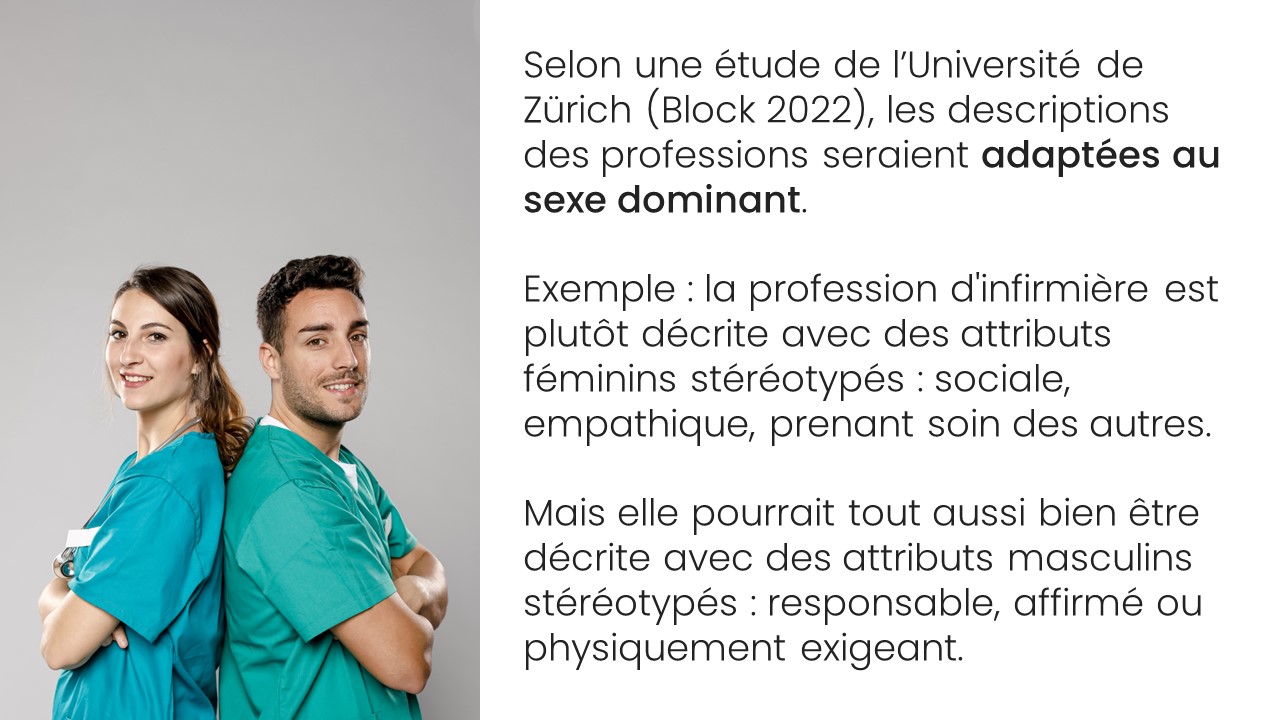 Selon une étude de l’Université de
Zürich (Block 2022), les descriptions
des professions seraient adaptées au
sexe dominant.
Exemple : la profession d'infirmière est
plutôt décrite avec des attributs
féminins stéréotypés : sociale,
empathique, prenant soin des autres.
Mais elle pourrait tout aussi bien être
décrite avec des attributs masculins
stéréotypés : responsable, affirmé ou
physiquement exigeant.